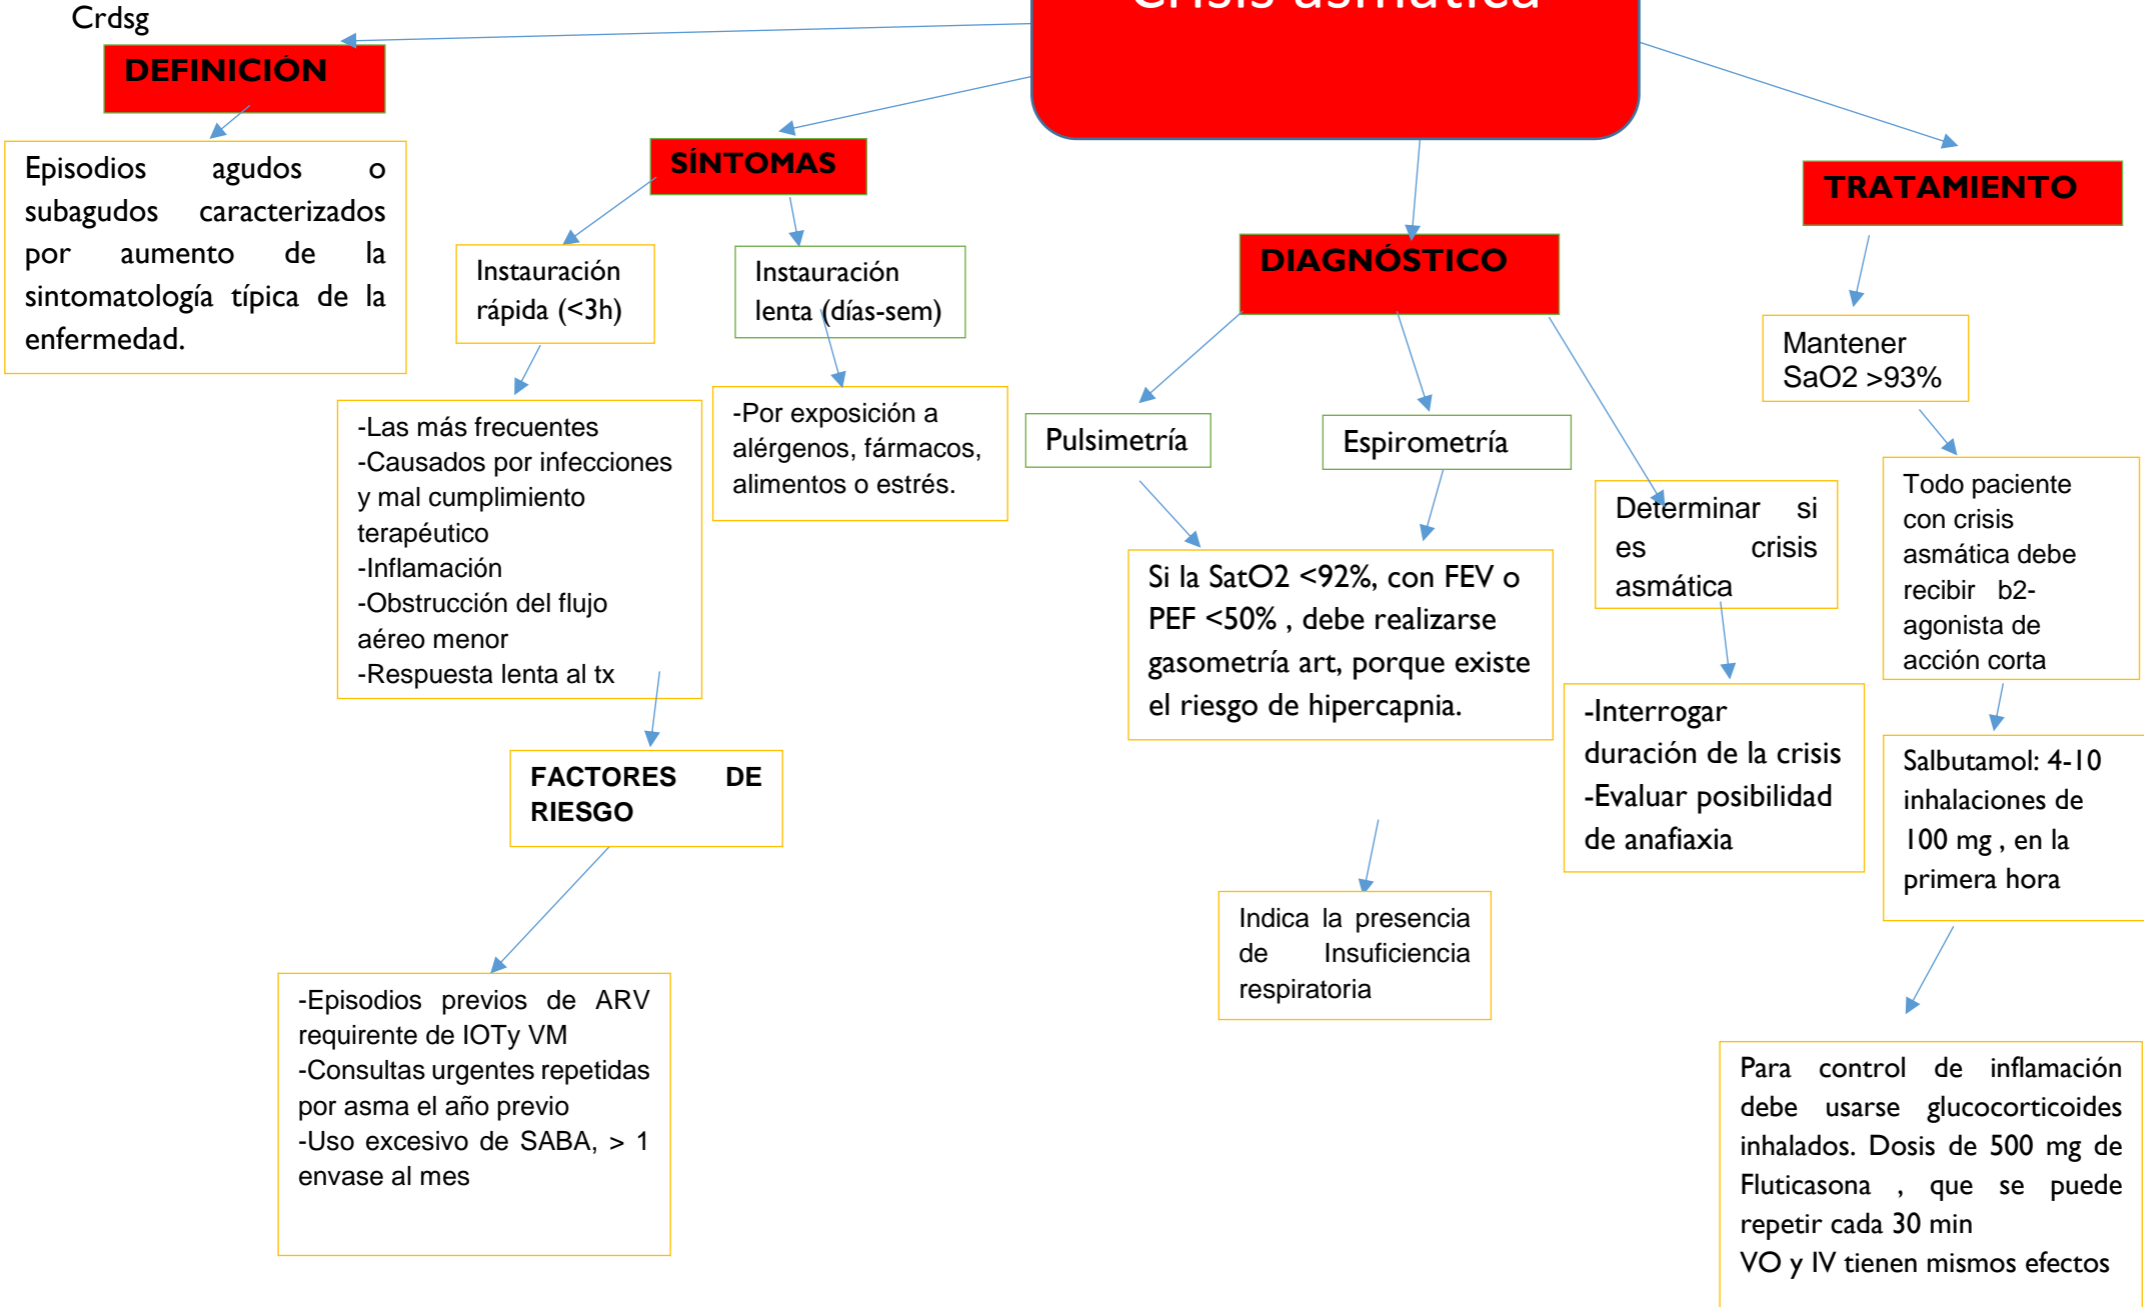 Crisis asmática
Crdsg
DEFINICIÓN
Episodios agudos o
subagudos caracterizados
por aumento de la
sintomatología típica de la
enfermedad.
SÍNTOMAS
Instauración
rápida (<3h)
Instauración
lenta (días-sem)
-Las más frecuentes
-Causados por infecciones
y mal cumplimiento
terapéutico
-Inflamación
-Obstrucción del flujo
aéreo menor
-Respuesta lenta al tx
-Por exposición a
alérgenos, fármacos,
alimentos o estrés.
FACTORES DE
RIESGO
-Episodios previos de ARV
requirente de IOTy VM
-Consultas urgentes repetidas
por asma el año previo
-Uso excesivo de SABA, > 1
envase al mes
DIAGNÓSTICO
Pulsimetría
Espirometría
Si la SatO2 <92%, con FEV o
PEF <50% , debe realizarse
gasometría art, porque existe
el riesgo de hipercapnia.
Indica la presencia
de Insuficiencia
respiratoria
Determinar si
es crisis
asmática
-Interrogar
duración de la crisis
-Evaluar posibilidad
de anafiaxia
TRATAMIENTO
Mantener
SaO2 >93%
Todo paciente
con crisis
asmática debe
recibir b2-
agonista de
acción corta
Salbutamol: 4-10
inhalaciones de
100 mg , en la
primera hora
Para control de inflamación
debe usarse glucocorticoides
inhalados. Dosis de 500 mg de
Fluticasona , que se puede
repetir cada 30 min
VO y IV tienen mismos efectos